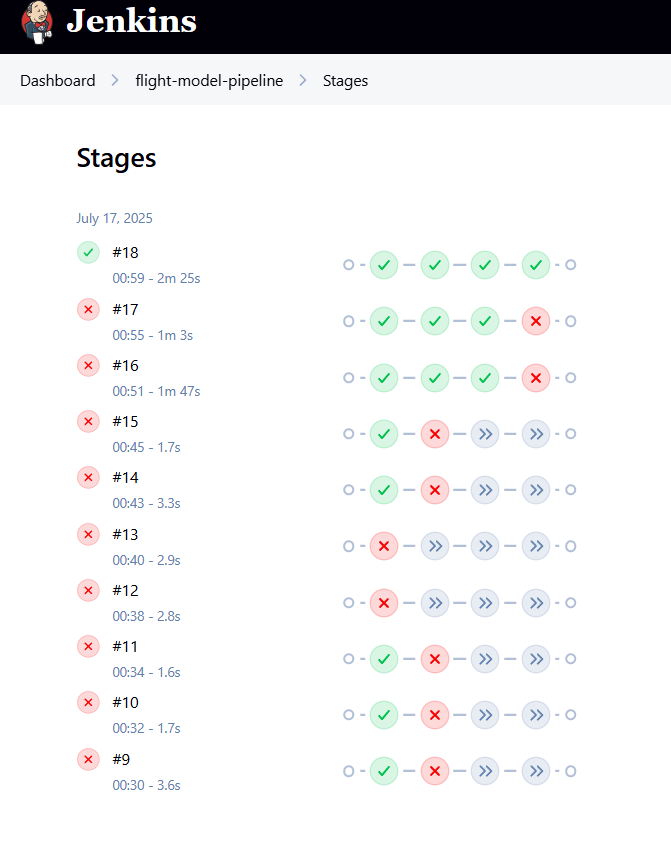 Jenkins
Dashboard > flight-model-pipeline > Stages
Stages
July 17, 2025
#18
00:59 - 2m 25s
#17
00:55 - 1m 3s
#16
00:51 - 1m 47s
#15
00:45 - 1.7s
#14
00:43 - 3.3s
#13
00:40 - 2.9s
#12
00:38 - 2.8s
#11
00:34 - 1.6s
#10
00:32 - 1.7s
#9
00:30 - 3.6s